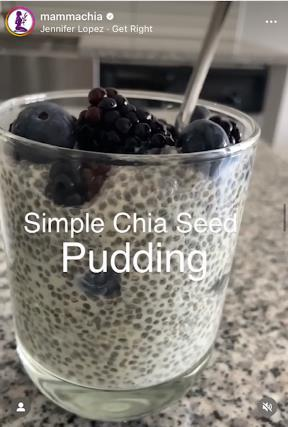 mammachia
Jennifer Lopez · Get Right
Simple Chia Seed
Pudding